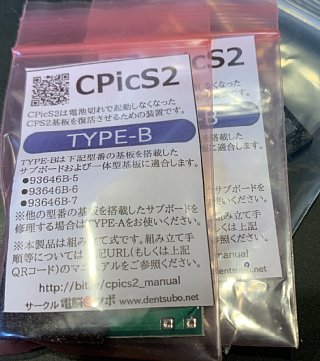 CPicS2
CPicS2は電池切れで起動しなくなった
CPS2基板を復活させるための装置です。
TYPE-B
TYPE-Bは下記型番の基板を搭載した
サブボードおよび一体型基板に適合します。
●93646B-5
●93646B-6
●93646B-7
※他の型番の基板を搭載したサブボードを
修理する場合はTYPE-Aをお使いください。
※本製品は組み立て式です。組み立て手
順等については URL(もしくは上記
QRコード)のマニュアルをご参照ください。
http://bit. /cpics2_manual
サークル 電脳 ツボ www.dentsubo.net